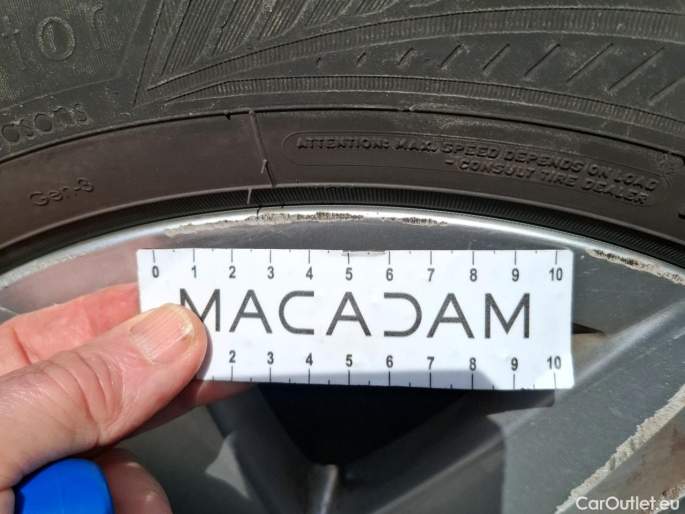 tor
Gen-3
ATTENTION: MAX. SPEED DEPENDS ON LOAD
- CONSULT TIRE DEALER
0 1 2 3 4 5 6 7 8 9 10
MACADAM
2 3 4 5 6 7 8 9 10
CarOutlet.eu